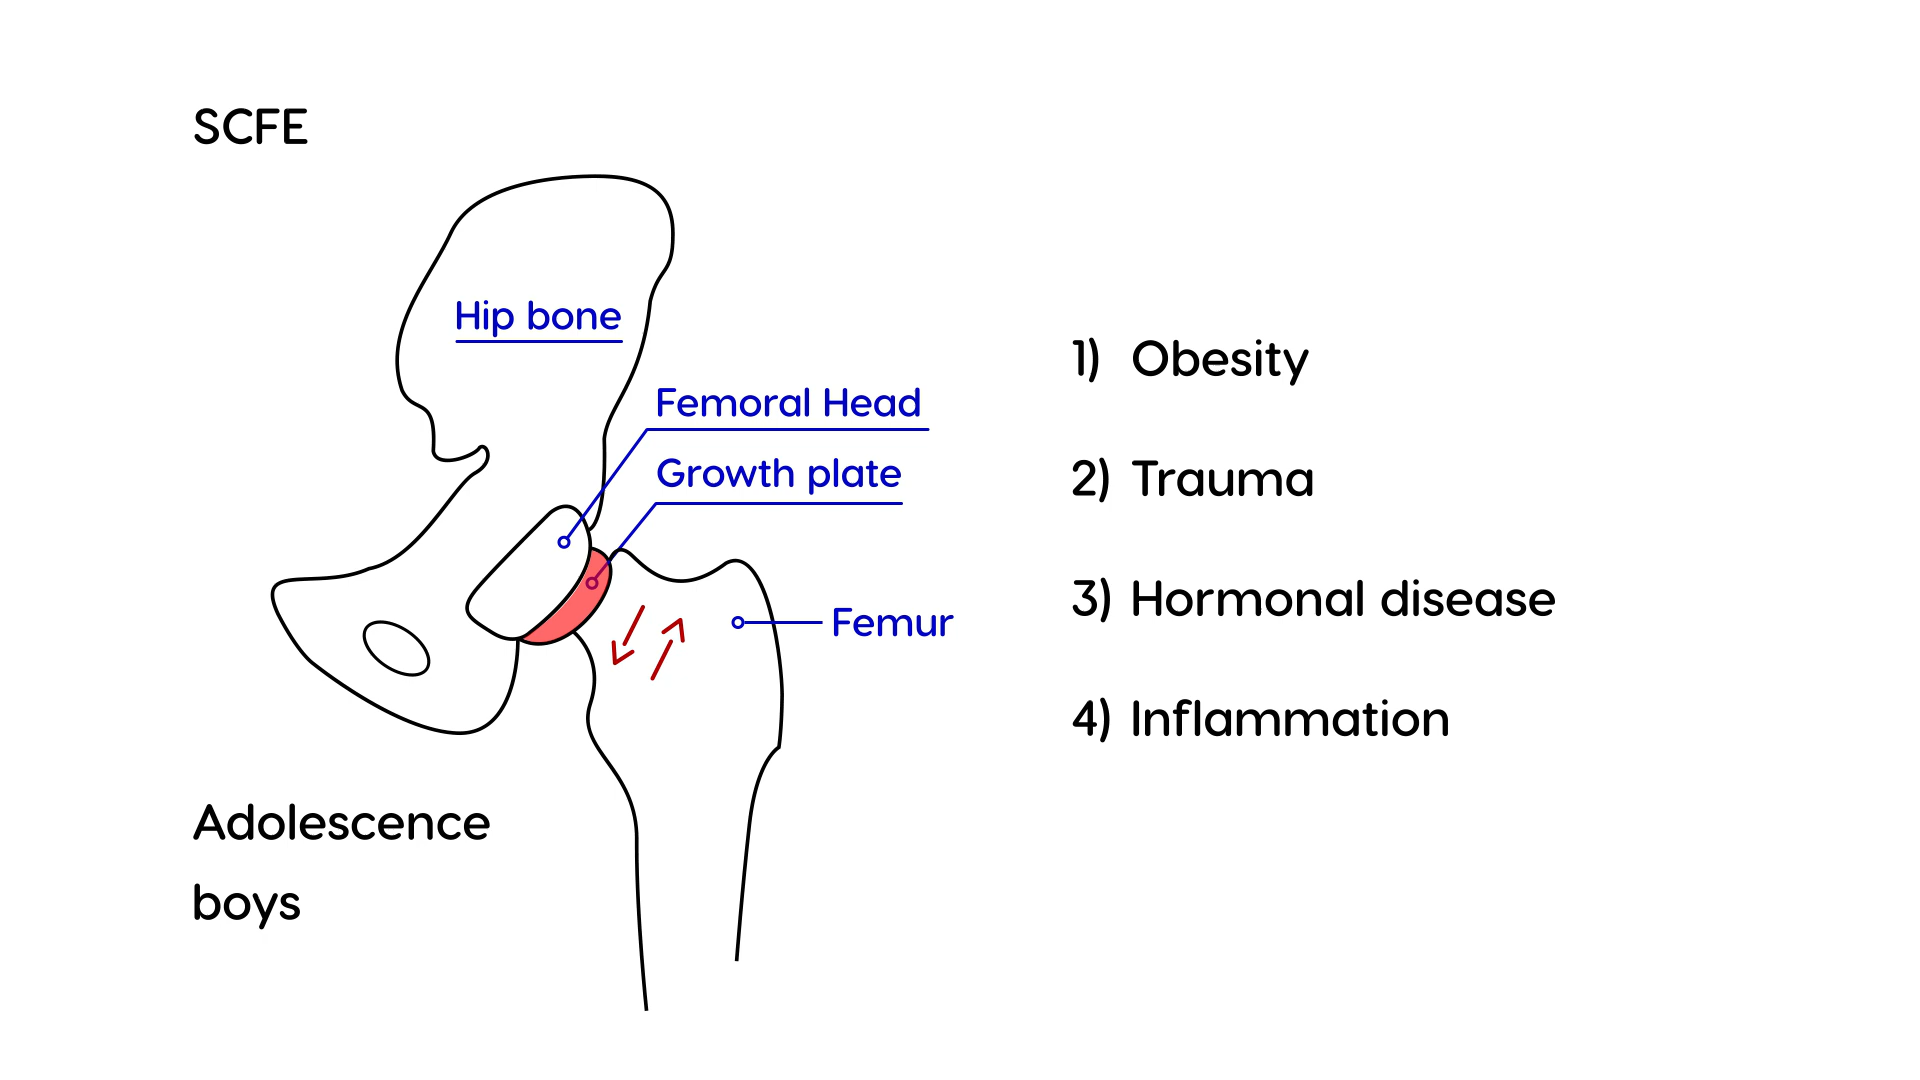 SCFE
Hip bone
Femoral Head
Growth plate
Femur
Adolescence
boys
1) Obesity
2) Trauma
3) Hormonal disease
4) Inflammation